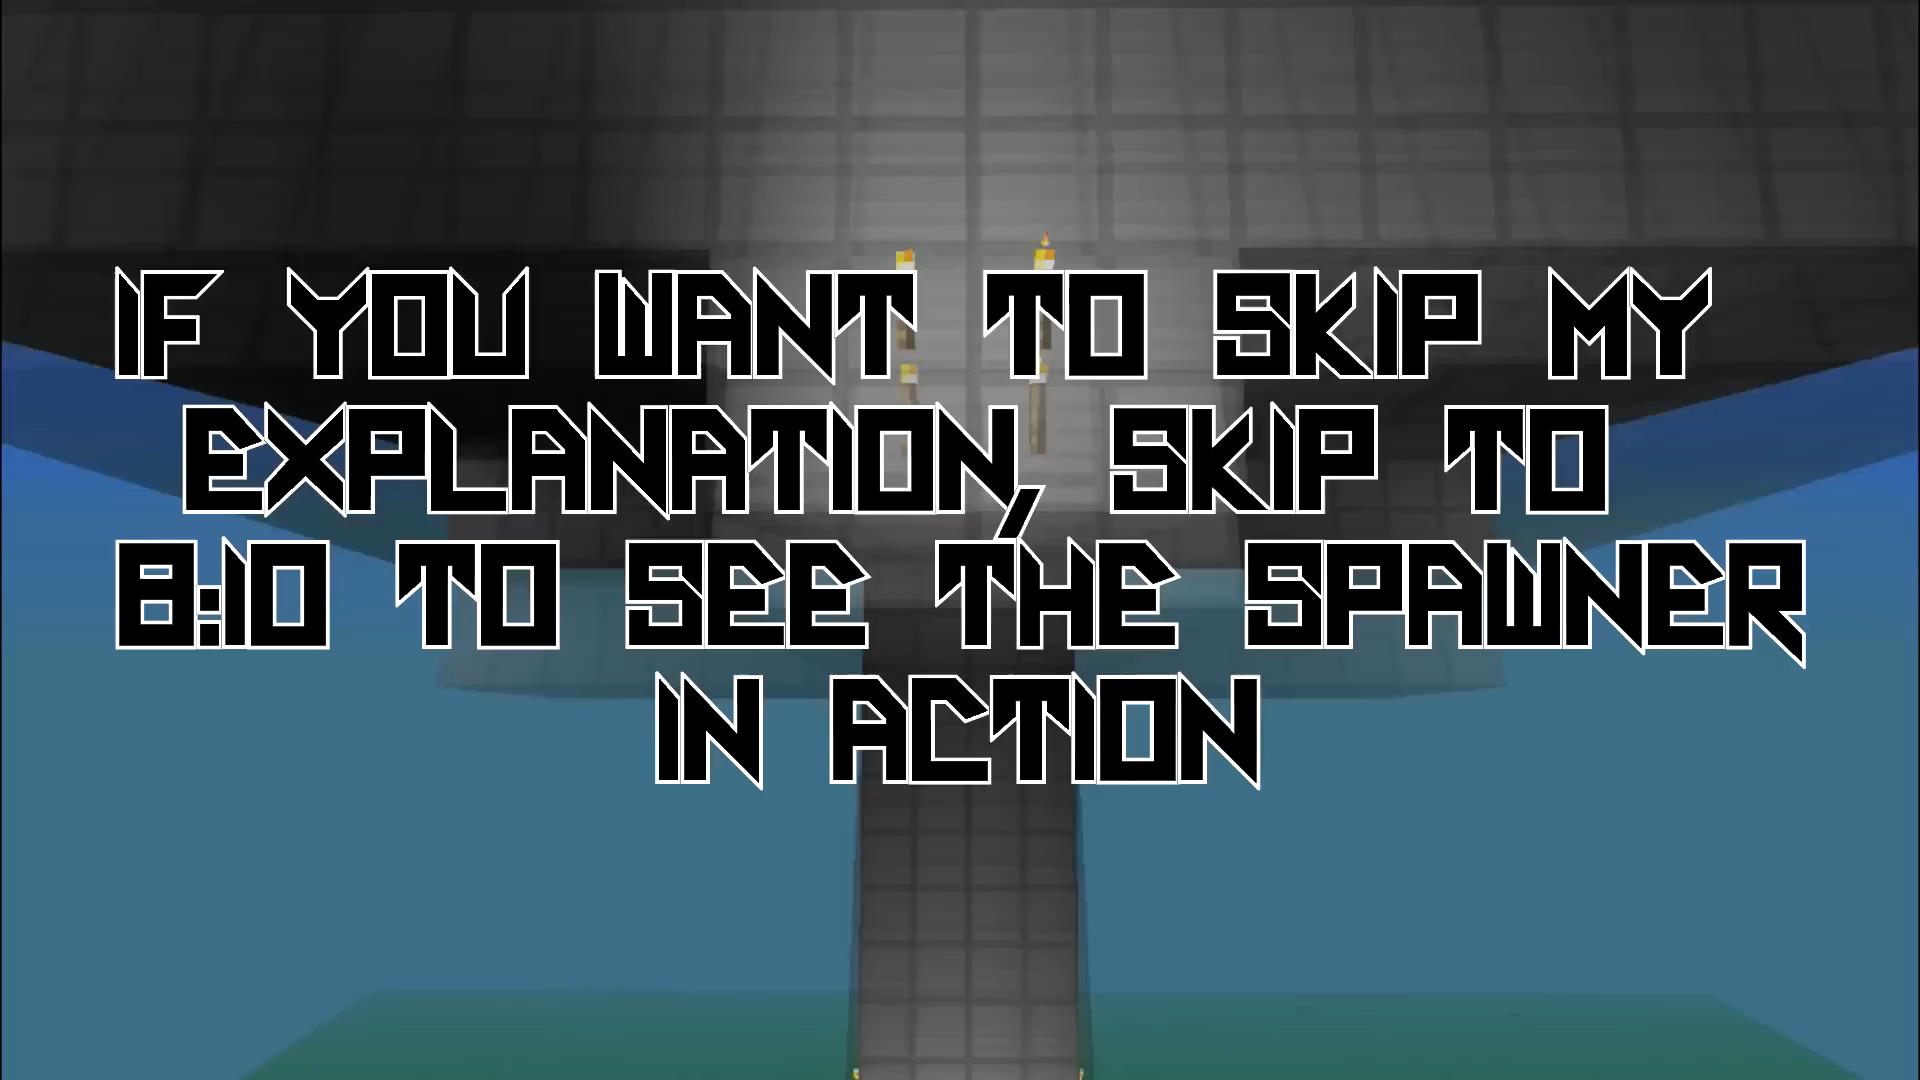 IF YOU WANT TO SKIP MY
EXPLANATION, SKIP TO
8:10 TO SEE THE SPAWNER
IN ACTION